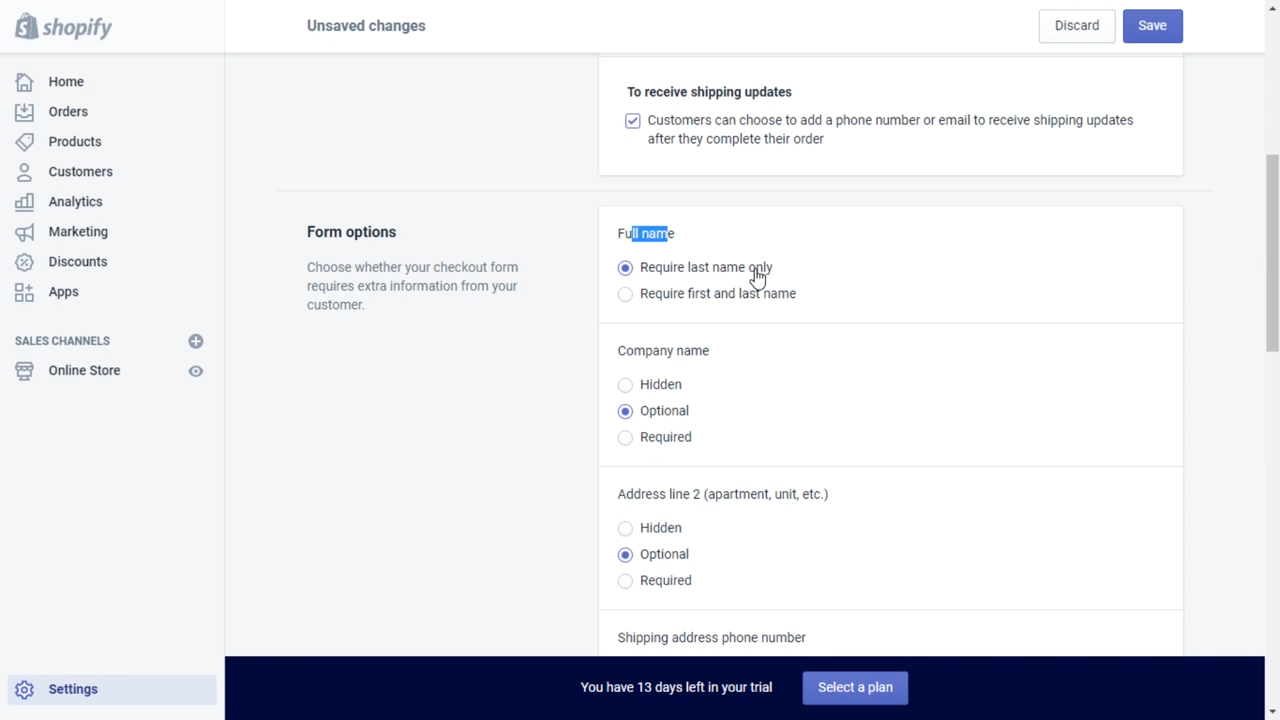 shopify
Unsaved changes
Discard
Save
Home
Orders
Products
Customers
Analytics
Marketing
Discounts
Apps
SALES CHANNELS
Online Store
Settings
To receive shipping updates
Customers can choose to add a phone number or email to receive shipping updates
after they complete their order
Form options
Choose whether your checkout form
requires extra information from your
customer.
Full name
Require last name only
Require first and last name
Company name
Hidden
Optional
Required
Address line 2 (apartment, unit, etc.)
Hidden
Optional
Required
Shipping address phone number
You have 13 days left in your trial
Select a plan